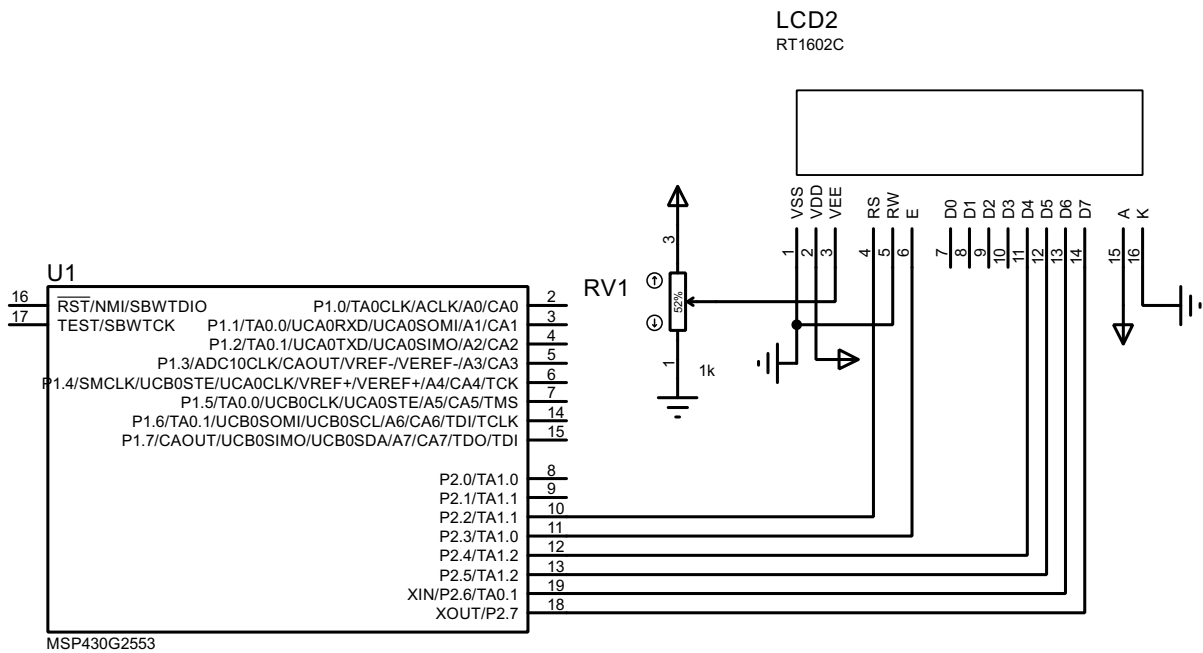 LCD2
RT1602C
VSS
VDD
VEE
RS
RW
E
D0
D1
D2
D3
D4
D5
D6
D7
A
K
1
2
3
4
5
6
7
8
9
10
11
12
13
14
15
16
3
RV1
52%
1
1k
U1
16
RST/NMI/SBWTDIO
17
TEST/SBWTCK
P1.0/TA0CLK/ACLK/A0/CA0
2
P1.1/TA0.0/UCA0RXD/UCA0SOMI/A1/CA1
3
P1.2/TA0.1/UCA0TXD/UCA0SIMO/A2/CA2
4
P1.3/ADC10CLK/CAOUT/VREF-/VEREF-/A3/CA3
5
P1.4/SMCLK/UCB0STE/UCA0CLK/VREF+/VEREF+/A4/CA4/TCK
6
P1.5/TA0.0/UCB0CLK/UCA0STE/A5/CA5/TMS
7
P1.6/TA0.1/UCB0SOMI/UCB0SCL/A6/CA6/TDI/TCLK
14
P1.7/CAOUT/UCB0SIMO/UCB0SDA/A7/CA7/TDO/TDI
15
P2.0/TA1.0
8
P2.1/TA1.1
9
P2.2/TA1.1
10
P2.3/TA1.0
11
P2.4/TA1.2
12
P2.5/TA1.2
13
XIN/P2.6/TA0.1
19
XOUT/P2.7
18
MSP430G2553